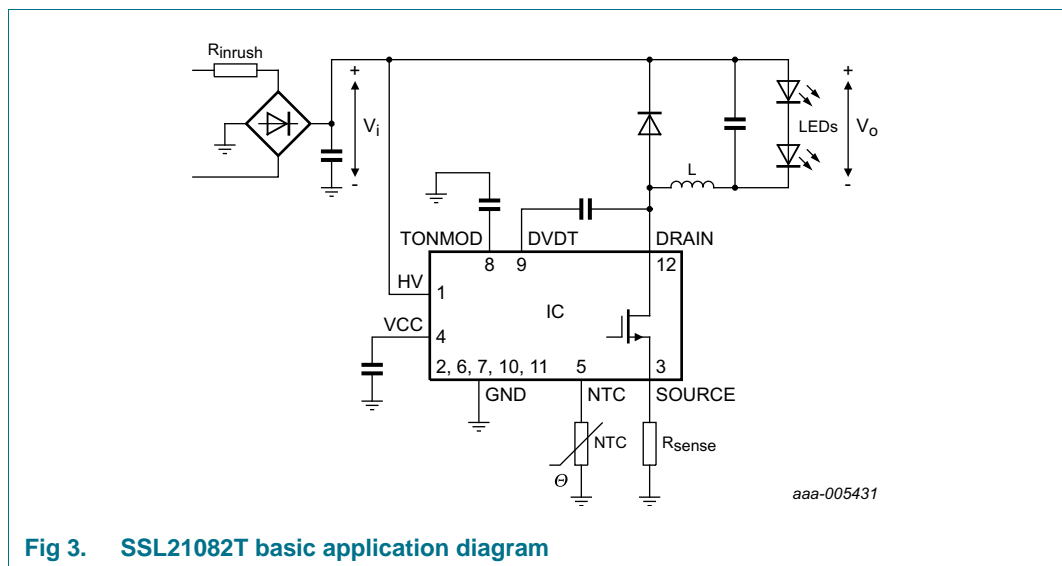 Rinrush
+
Vi
-
+
LEDs
Vo
-
L
TONMOD
DVDT
DRAIN
8
9
12
HV
1
IC
VCC
4
2, 6, 7, 10, 11
5
3
GND
NTC
SOURCE
NTC
Rsense
Θ
aaa-005431
Fig 3. SSL21082T basic application diagram